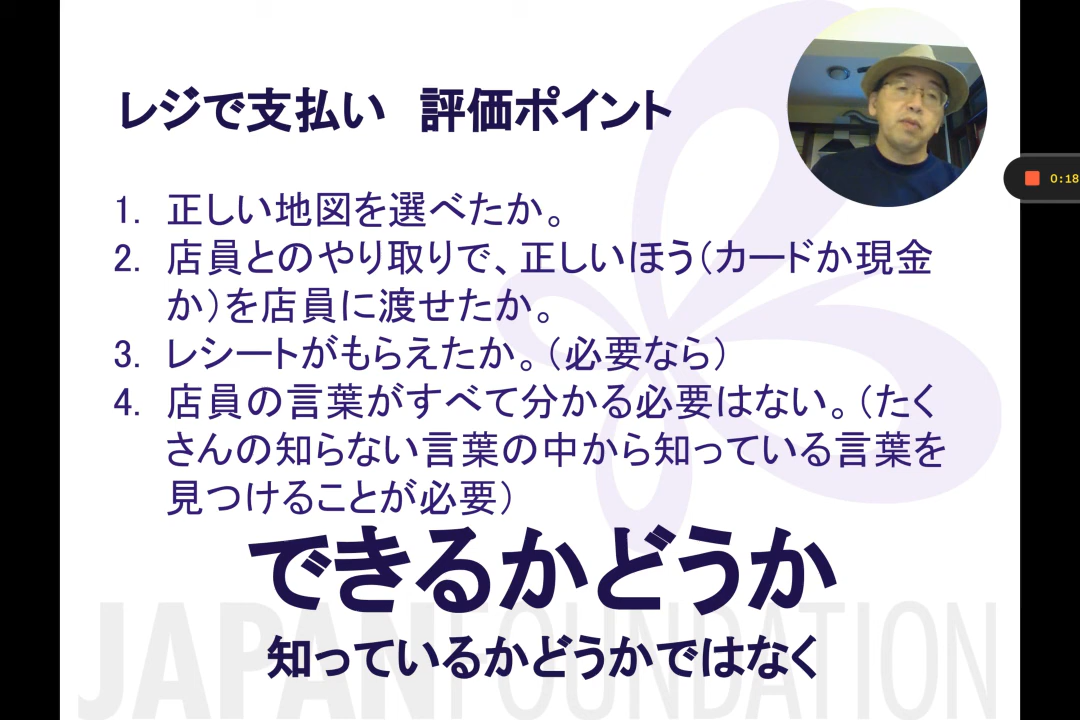 レジで支払い　評価ポイント
1. 正しい地図を選べたか。
2. 店員とのやり取りで、正しいほう（カードか現金
か）を店員に渡せたか。
3. レシートがもらえたか。（必要なら）
4. 店員の言葉がすべて分かる必要はない。（たく
さんの知らない言葉の中から知っている言葉を
見つけることが必要）
できるかどうか
知っているかどうかではなく
JAPANFOUNDATION
0:18